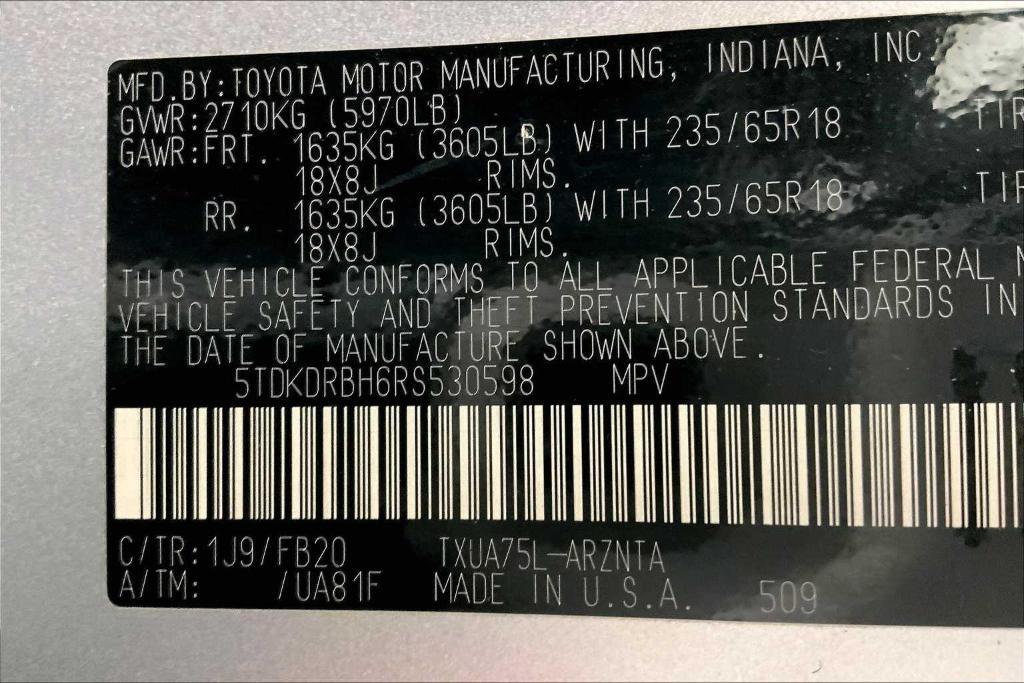 MFD.BY:TOYOTA MOTOR MANUFACTURING, INDIANA, INC.
GVWR:2710KG (5970LB)
GAWR:FRT. 1635KG (3605LB) WITH 235/65R18 TIR
18X8J RIMS.
RR. 1635KG (3605LB) WITH 235/65R18 TIR
18X8J RIMS.
THIS VEHICLE CONFORMS TO ALL APPLICABLE FEDERAL
VEHICLE SAFETY AND THEFT PREVENTION STANDARDS IN
THE DATE OF MANUFACTURE SHOWN ABOVE.
5TDKDRBH6RS530598 MPV
C/TR:1J9/FB20 TXUA75L-ARZNTA
A/TM: /UA81F MADE IN U.S.A. 509